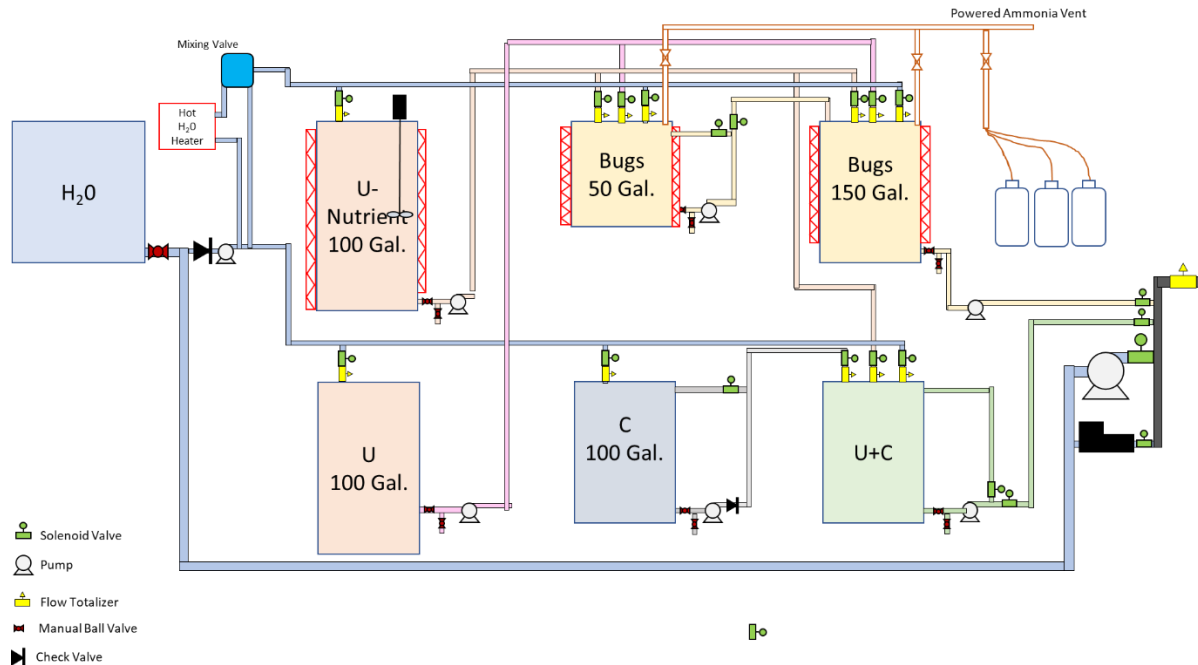 Powered Ammonia Vent
Mixing Valve
Hot
H₂0
Heater
H₂0
U-
Nutrient
100 Gal.
Bugs
50 Gal.
Bugs
150 Gal.
U
100 Gal.
C
100 Gal.
U+C
Solenoid Valve
Pump
Flow Totalizer
Manual Ball Valve
Check Valve